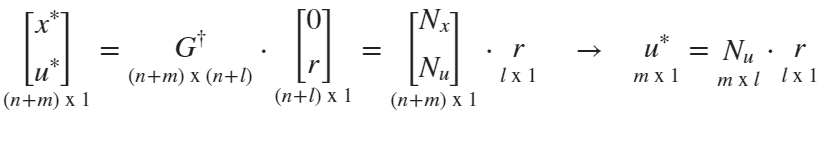 [x* u*] = G† · [0 r] = [N_x N_u] · r → u* = N_u · r
(n+m) x 1 (n+m) x (n+l) (n+l) x 1 (n+m) x 1 l x 1 m x 1 m x l l x 1